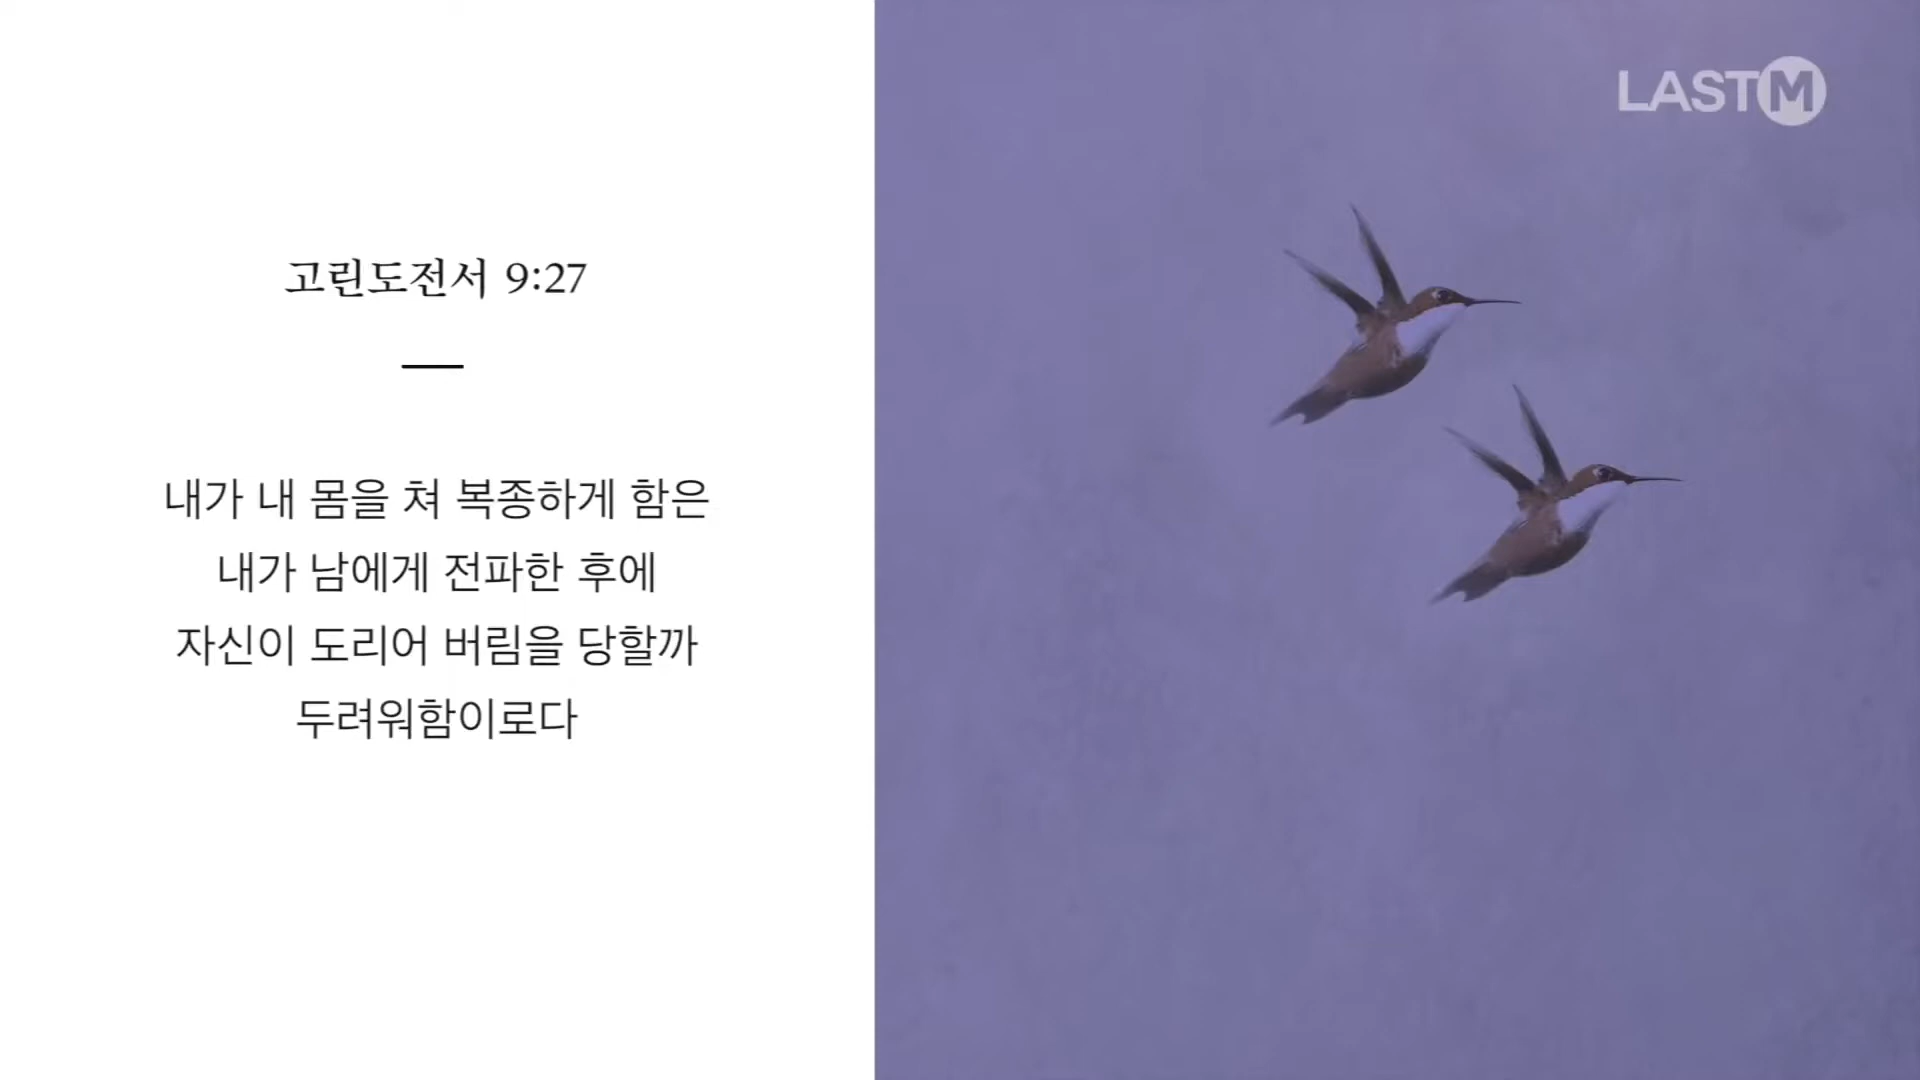 LASTM
고린도전서 9:27
내가 내 몸을 쳐 복종하게 함은
내가 남에게 전파한 후에
자신이 도리어 버림을 당할까
두려워함이로다